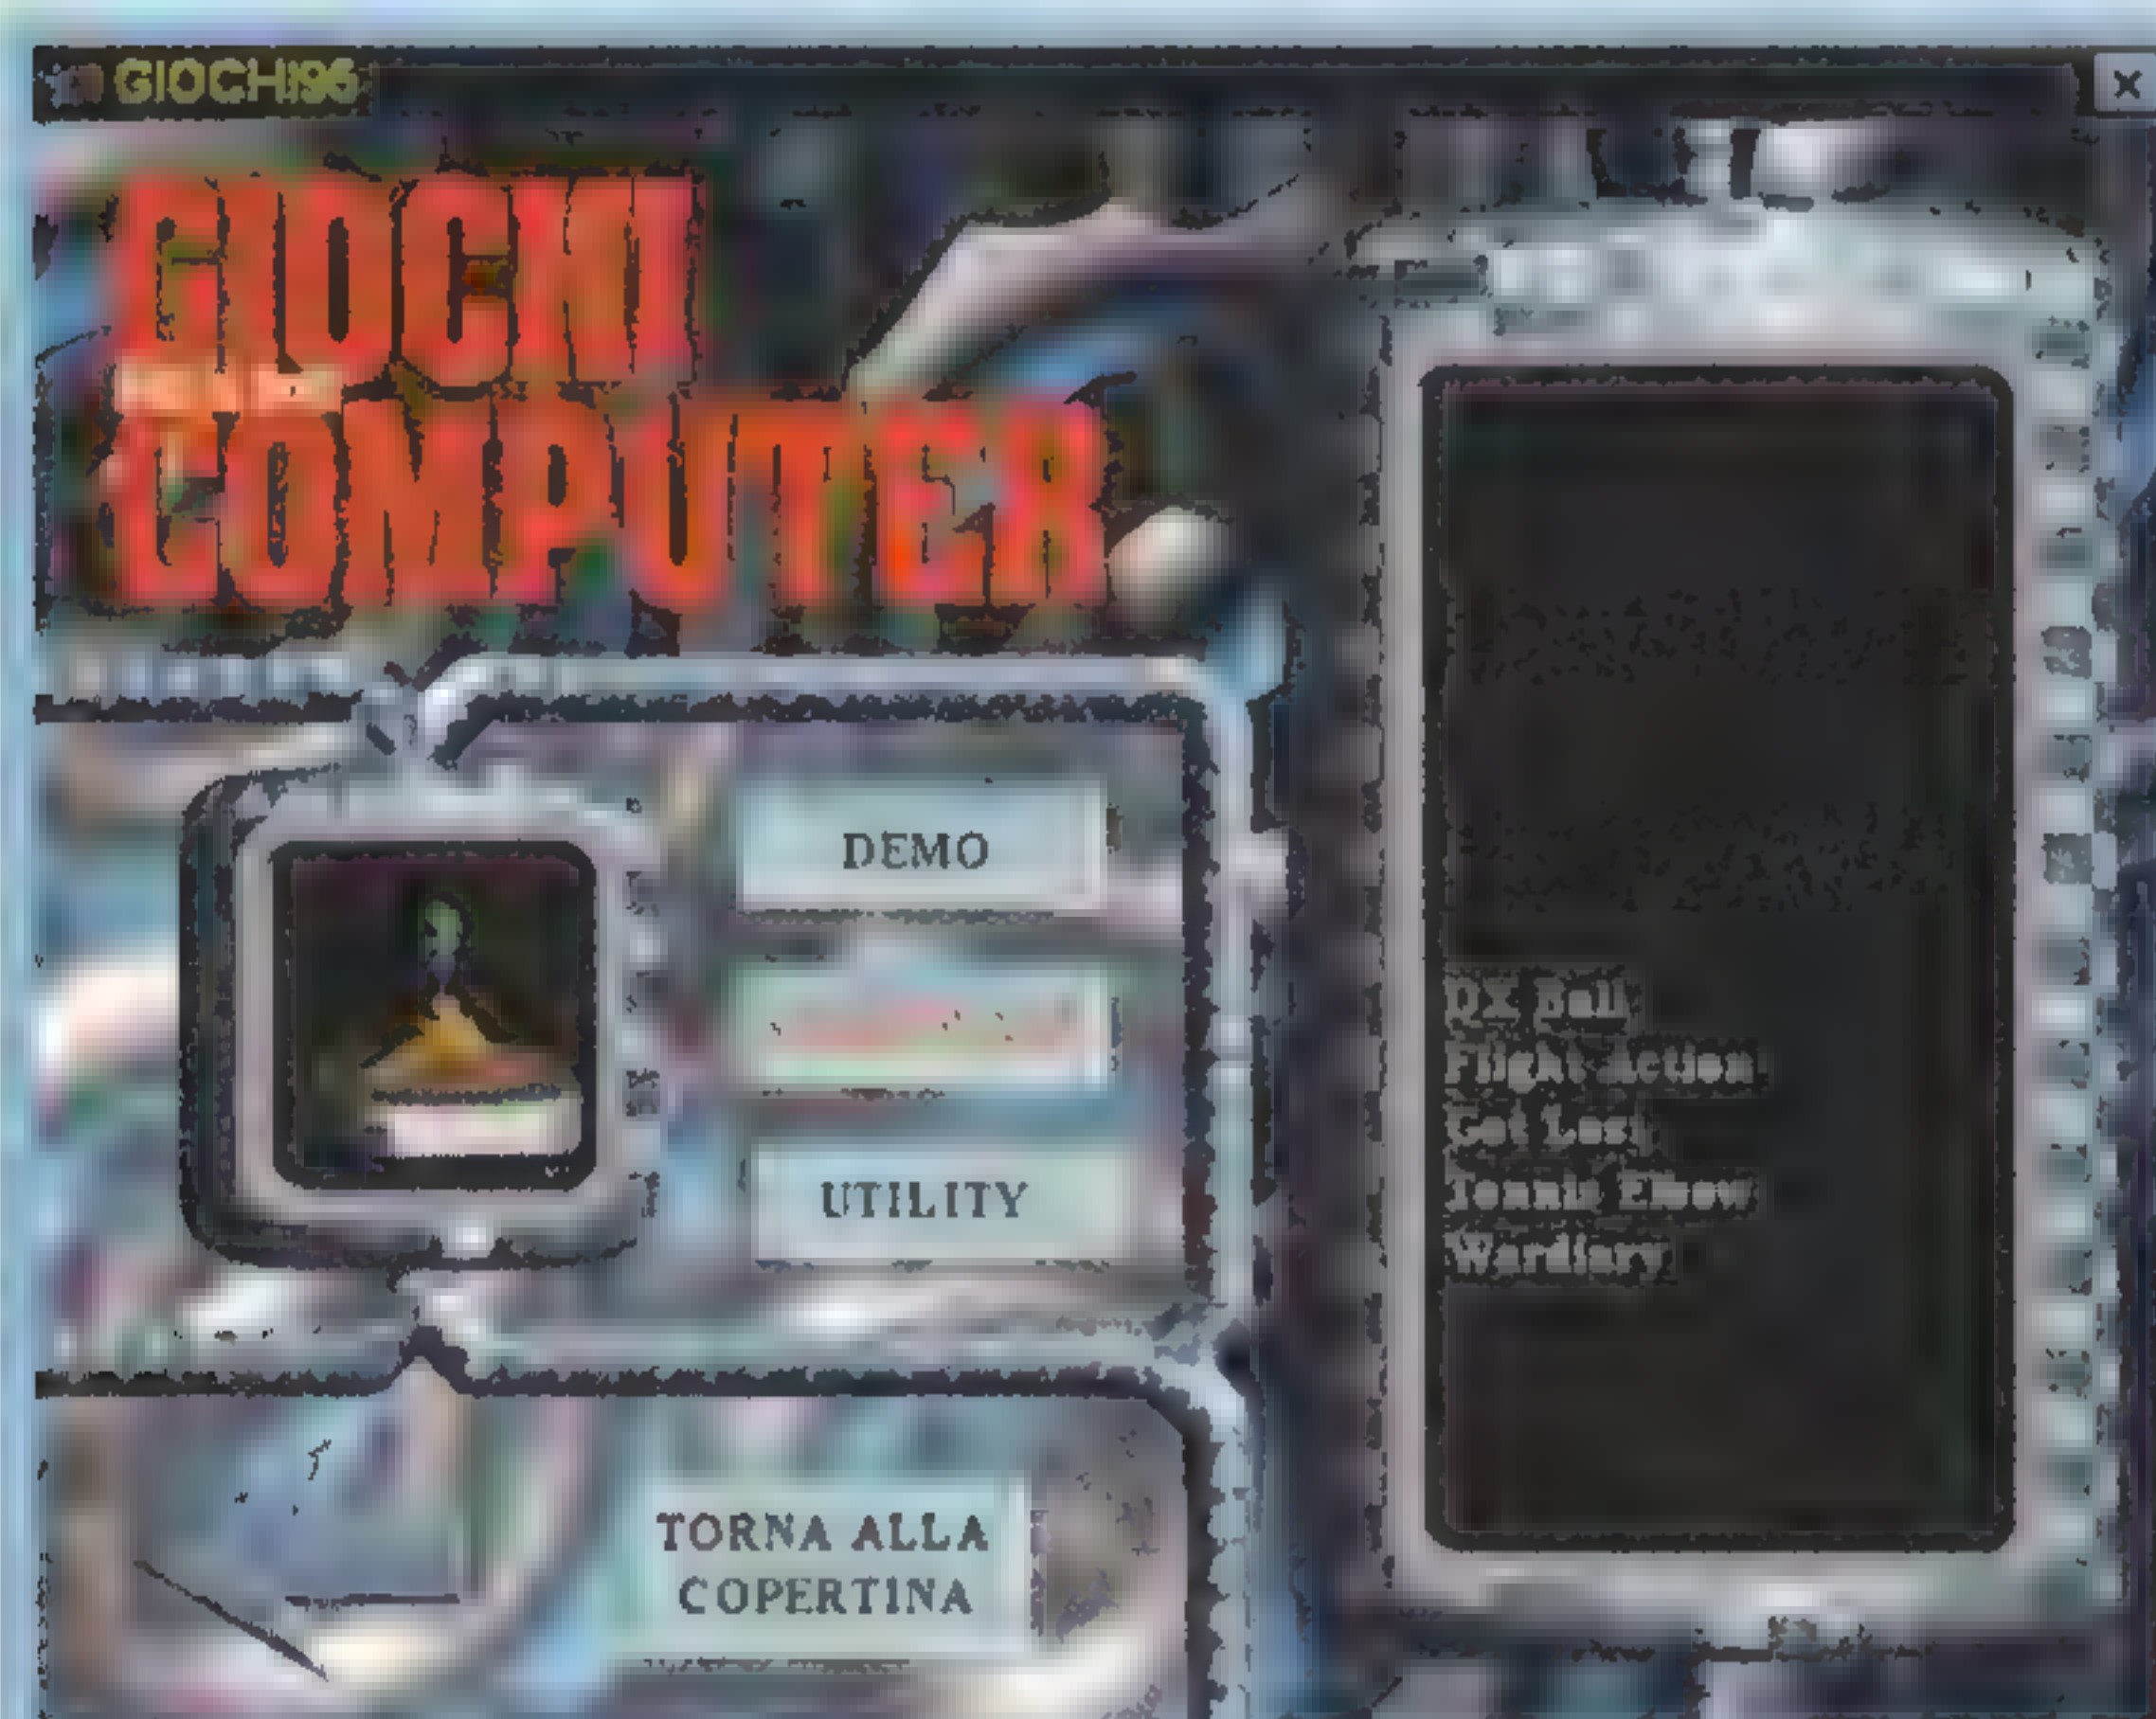 GIOCHI96
GIOCHI
COMPUTER
DEMO
UTILITY
TORNA ALLA
COPERTINA
DX Ball
Flight Action
Get Lost
Tennis Elbow
Wardiary